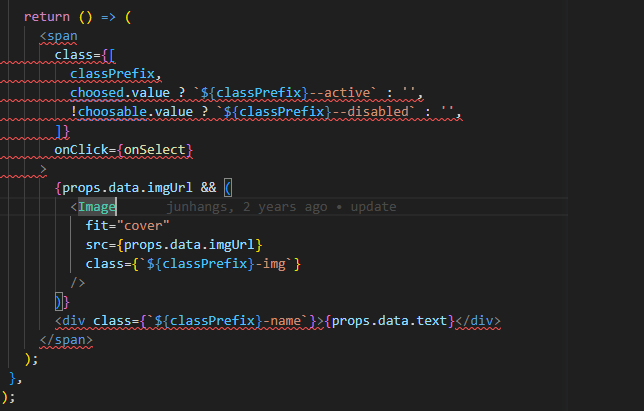 return () => (
<span
class={[
classPrefix,
choosed.value ? `${classPrefix}--active` : '',
!choosable.value ? `${classPrefix}--disabled` : '',
]}
onClick={onSelect}
>
{props.data.imgUrl && (
<Image junhangs, 2 years ago • update
fit="cover"
src={props.data.imgUrl}
class={`${classPrefix}-img`}
/>
)}
<div class={`${classPrefix}-name`}>{props.data.text}</div>
</span>
);
},
);